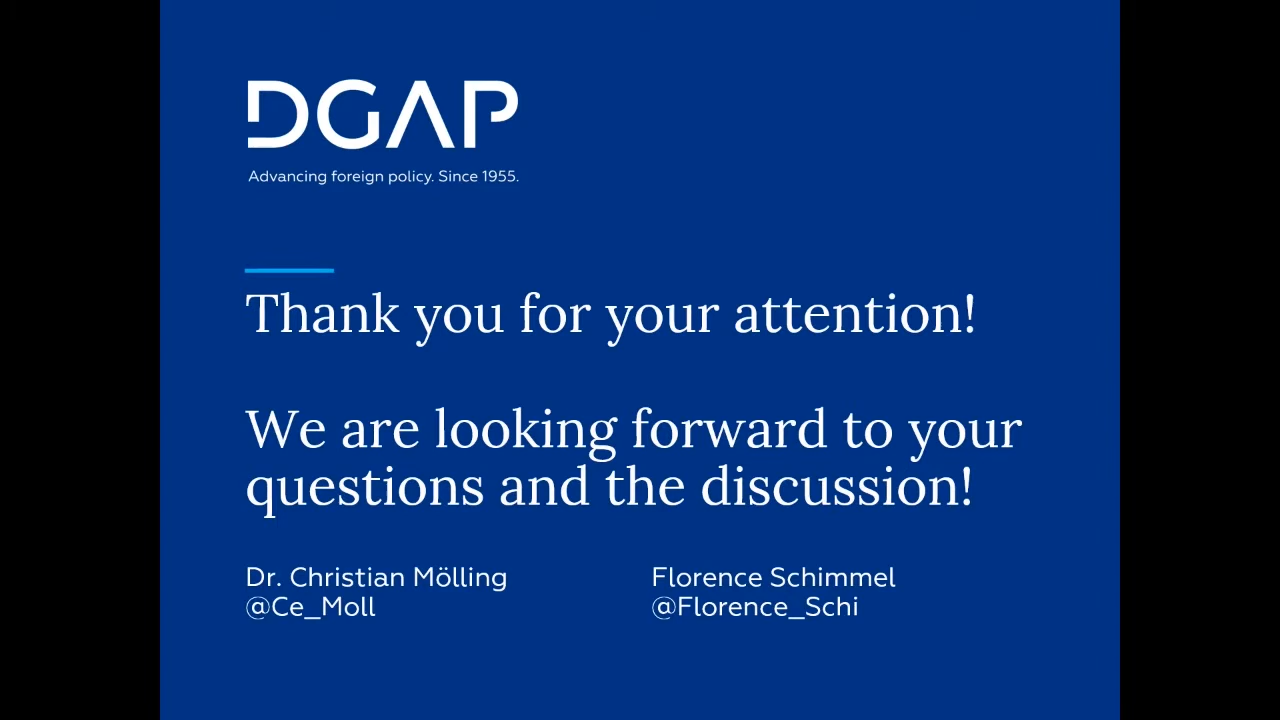 DGAP
Advancing foreign policy. Since 1955.
Thank you for your attention!
We are looking forward to your
questions and the discussion!
Dr. Christian Mölling
@Ce_Moll
Florence Schimmel
@Florence_Schi